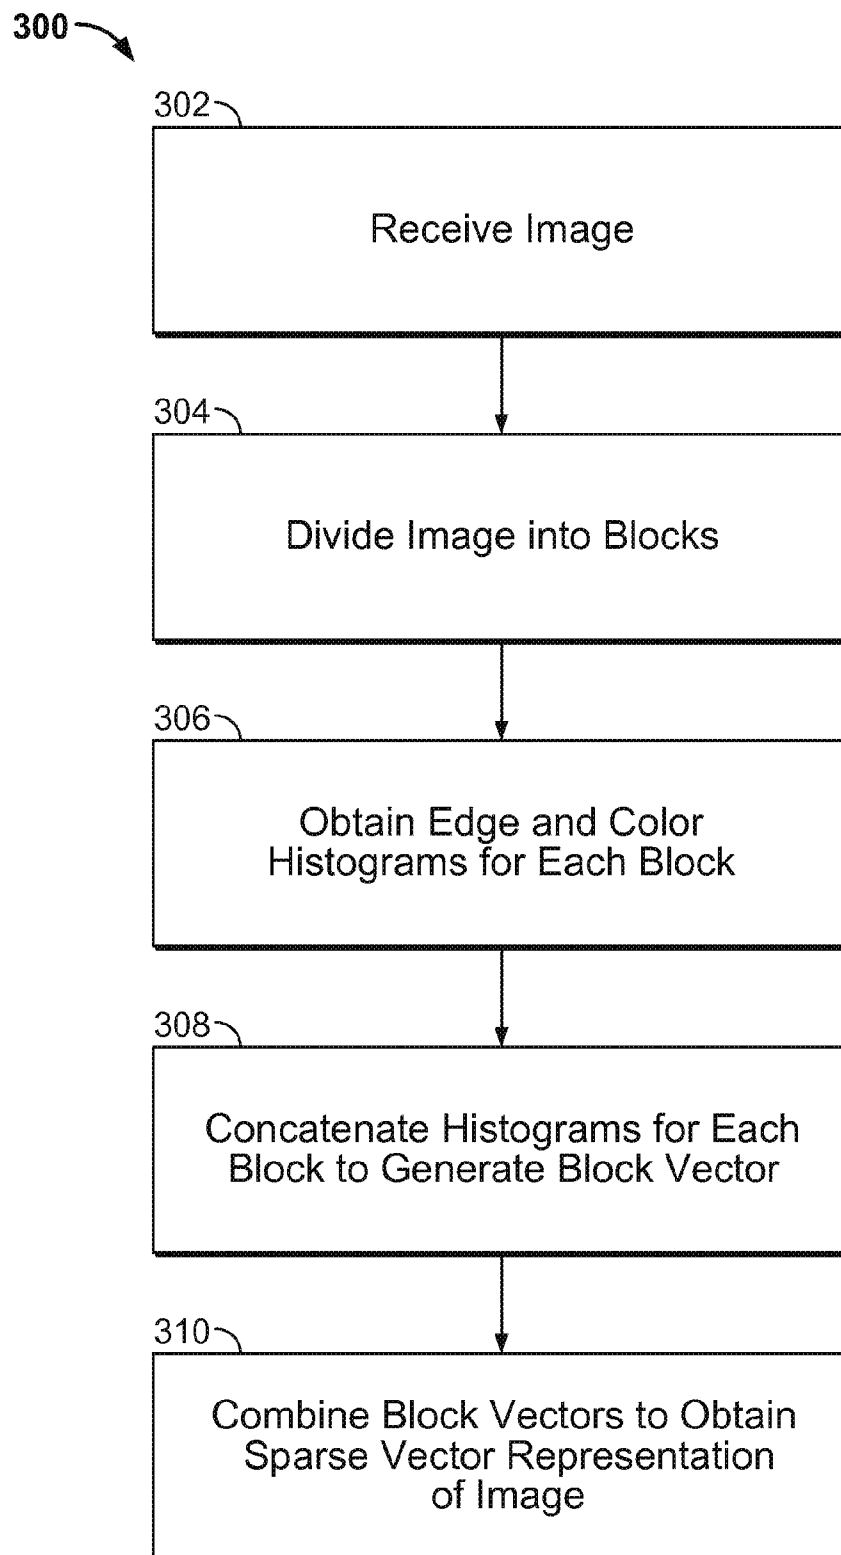 300
302
Receive Image
304
Divide Image into Blocks
306
Obtain Edge and Color
Histograms for Each Block
308
Concatenate Histograms for Each
Block to Generate Block Vector
310
Combine Block Vectors to Obtain
Sparse Vector Representation
of Image